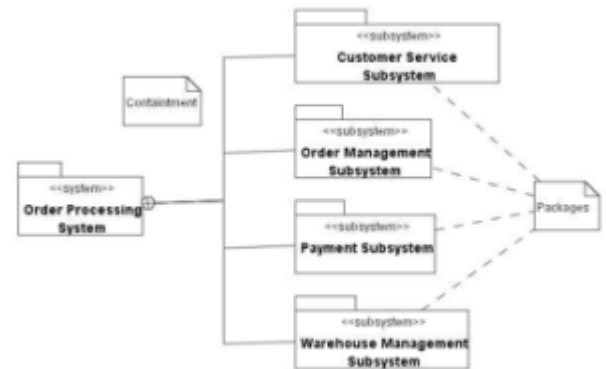 <<subsystem>>
Customer Service
Subsystem
Containtment
<<subsystem>>
Order Management
Subsystem
<<system>>
Order Processing
System
Packages
<<subsystem>>
Payment Subsystem
<<subsystem>>
Warehouse Management
Subsystem